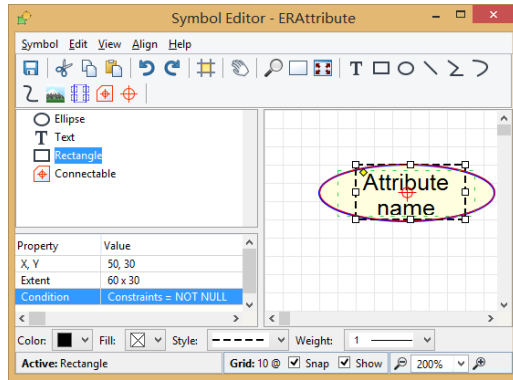 Symbol Editor - ERAttribute
Symbol Edit View Align Help
Ellipse
Text
Rectangle
Connectable
Property Value
X, Y 50, 30
Extent 60 x 30
Condition Constraints = NOT NULL
Attribute
name
Color: Fill: Style: Weight: 1
Active: Rectangle Grid: 10 @ Snap Show 200%